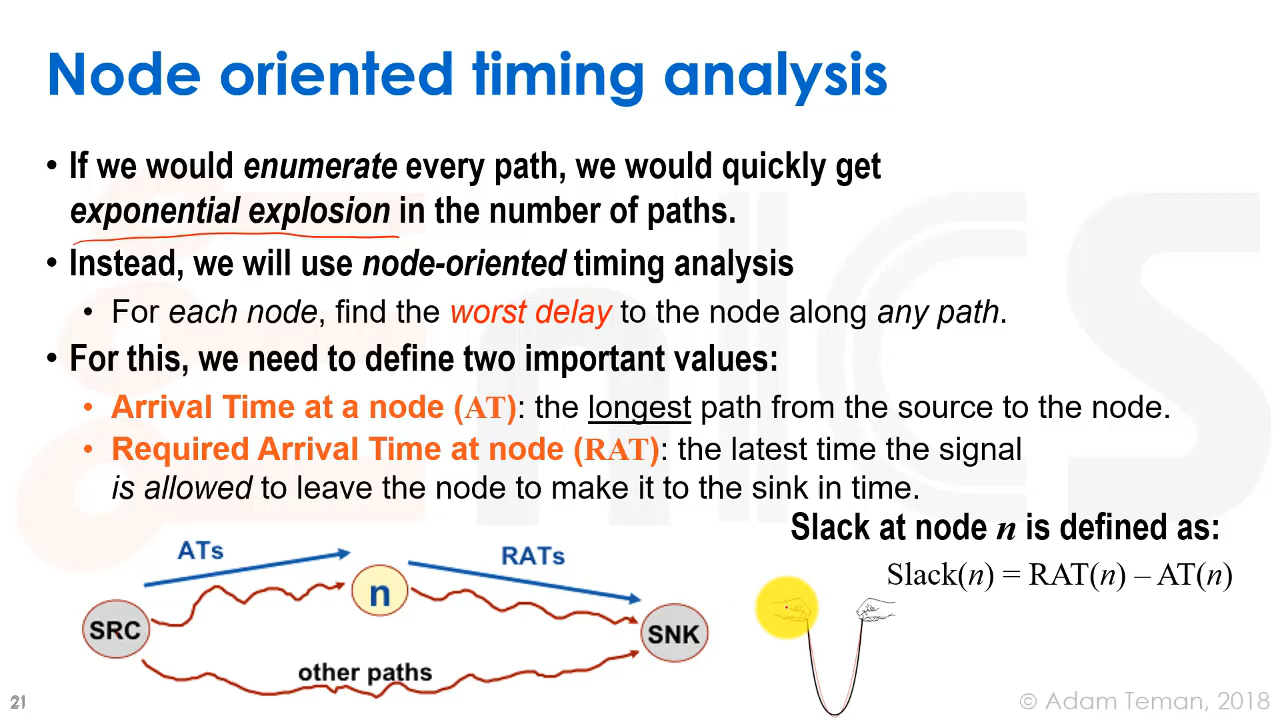 Node oriented timing analysis
• If we would enumerate every path, we would quickly get
exponential explosion in the number of paths.
• Instead, we will use node-oriented timing analysis
• For each node, find the worst delay to the node along any path.
• For this, we need to define two important values:
• Arrival Time at a node (AT): the longest path from the source to the node.
• Required Arrival Time at node (RAT): the latest time the signal
is allowed to leave the node to make it to the sink in time.
Slack at node n is defined as:
Slack(n) = RAT(n) – AT(n)
ATs
RATs
n
SRC
SNK
other paths
21
© Adam Teman, 2018
EnICS